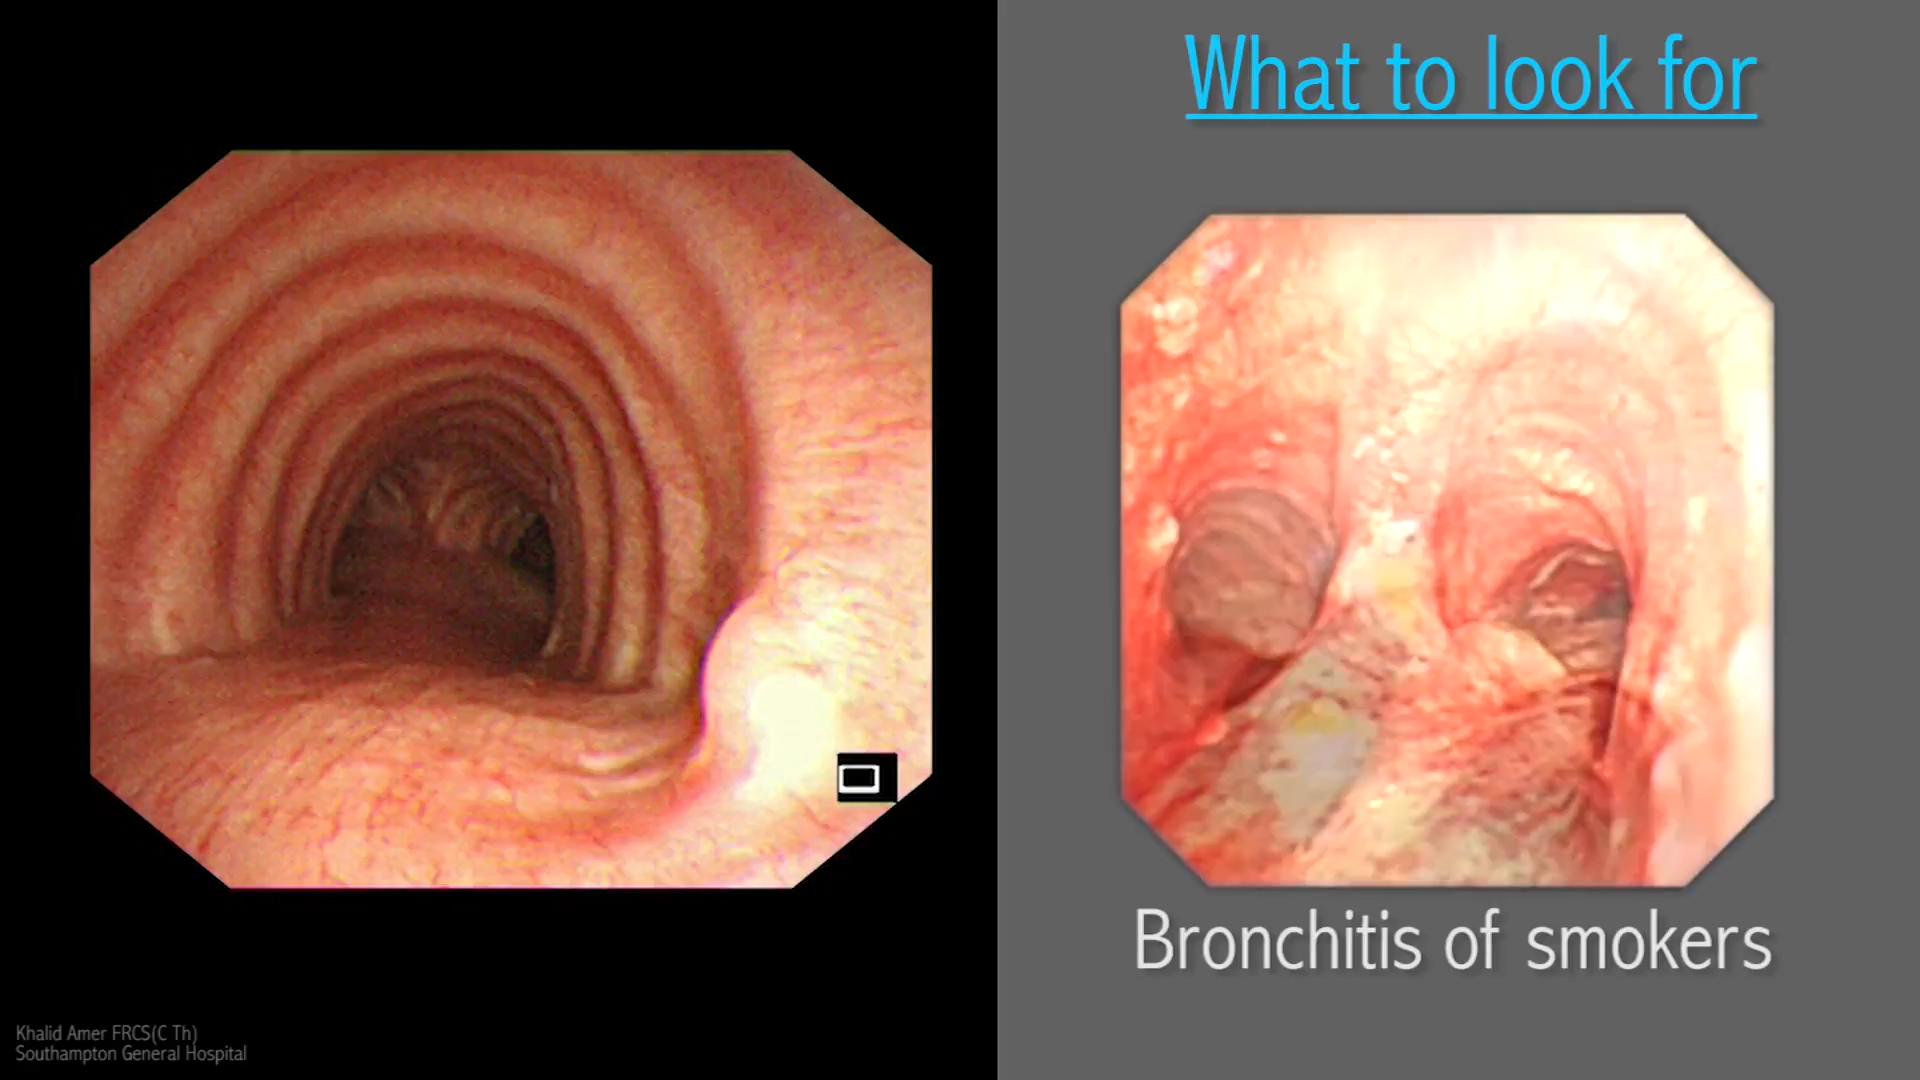 What to look for
Bronchitis of smokers
Khalid Amer FRCS(C Th)
Southampton General Hospital